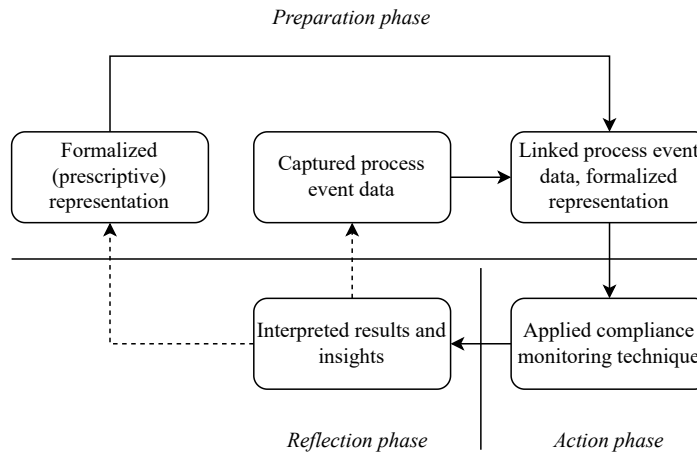 Preparation phase
Formalized
(prescriptive)
representation
Captured process
event data
Linked process event
data, formalized
representation
Interpreted results and
insights
Applied compliance
monitoring technique
Reflection phase
Action phase